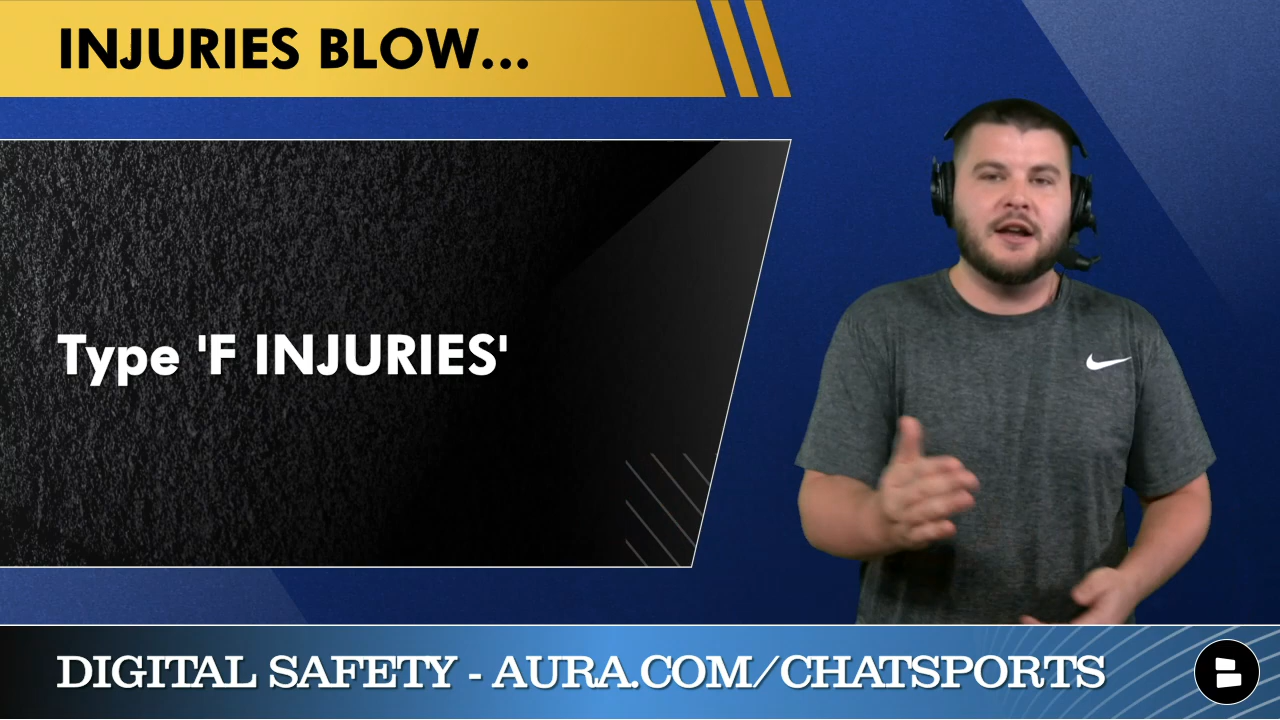 INJURIES BLOW...
Type 'F INJURIES'
DIGITAL SAFETY - AURA.COM/CHATSPORTS